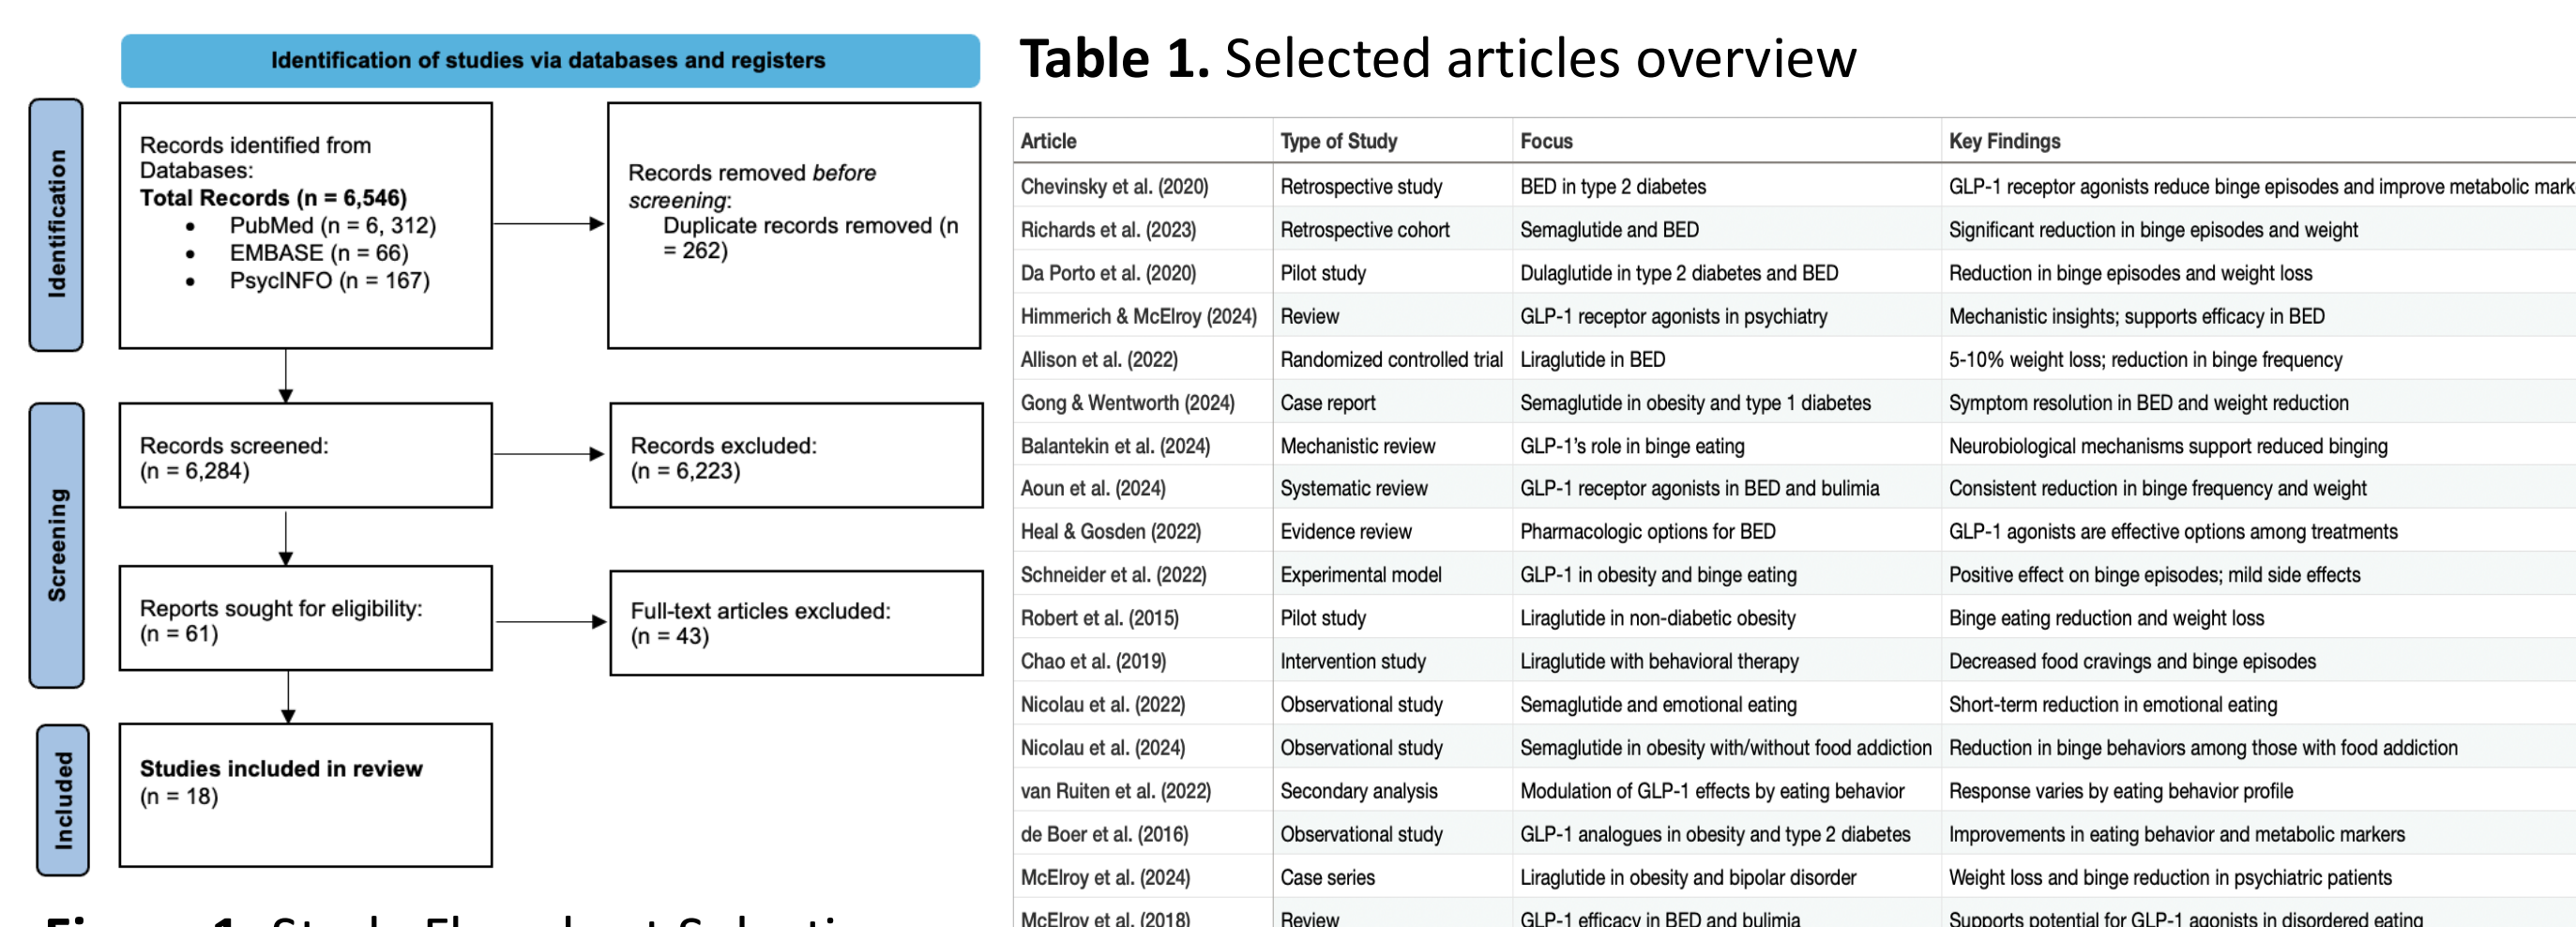 Identification of studies via databases and registers
Identification
Records identified from
Databases:
Total Records (n = 6,546)
• PubMed (n = 6, 312)
• EMBASE (n = 66)
• PsycINFO (n = 167)
Records removed before
screening:
Duplicate records removed (n
= 262)
Screening
Records screened:
(n = 6,284)
Records excluded:
(n = 6,223)
Reports sought for eligibility:
(n = 61)
Full-text articles excluded:
(n = 43)
Included
Studies included in review
(n = 18)
Table 1. Selected articles overview
Article Type of Study Focus Key Findings
Chevinsky et al. (2020) Retrospective study BED in type 2 diabetes GLP-1 receptor agonists reduce binge episodes and improve metabolic mark
Richards et al. (2023) Retrospective cohort Semaglutide and BED Significant reduction in binge episodes and weight
Da Porto et al. (2020) Pilot study Dulaglutide in type 2 diabetes and BED Reduction in binge episodes and weight loss
Himmerich & McElroy (2024) Review GLP-1 receptor agonists in psychiatry Mechanistic insights; supports efficacy in BED
Allison et al. (2022) Randomized controlled trial Liraglutide in BED 5-10% weight loss; reduction in binge frequency
Gong & Wentworth (2024) Case report Semaglutide in obesity and type 1 diabetes Symptom resolution in BED and weight reduction
Balantekin et al. (2024) Mechanistic review GLP-1’s role in binge eating Neurobiological mechanisms support reduced binging
Aoun et al. (2024) Systematic review GLP-1 receptor agonists in BED and bulimia Consistent reduction in binge frequency and weight
Heal & Gosden (2022) Evidence review Pharmacologic options for BED GLP-1 agonists are effective options among treatments
Schneider et al. (2022) Experimental model GLP-1 in obesity and binge eating Positive effect on binge episodes; mild side effects
Robert et al. (2015) Pilot study Liraglutide in non-diabetic obesity Binge eating reduction and weight loss
Chao et al. (2019) Intervention study Liraglutide with behavioral therapy Decreased food cravings and binge episodes
Nicolau et al. (2022) Observational study Semaglutide and emotional eating Short-term reduction in emotional eating
Nicolau et al. (2024) Observational study Semaglutide in obesity with/without food addiction Reduction in binge behaviors among those with food addiction
van Ruiten et al. (2022) Secondary analysis Modulation of GLP-1 effects by eating behavior Response varies by eating behavior profile
de Boer et al. (2016) Observational study GLP-1 analogues in obesity and type 2 diabetes Improvements in eating behavior and metabolic markers
McElroy et al. (2024) Case series Liraglutide in obesity and bipolar disorder Weight loss and binge reduction in psychiatric patients
McElroy et al. (2018) Review GLP-1 efficacy in BED and bulimia Supports potential for GLP-1 agonists in disordered eating